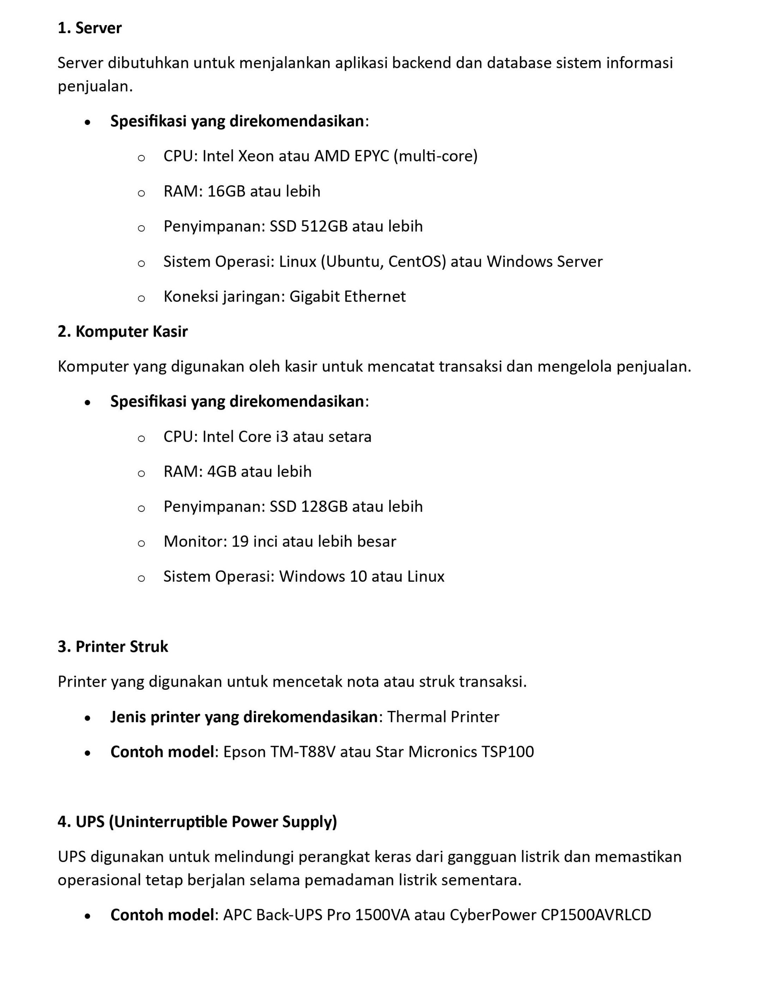 1. Server
Server dibutuhkan untuk menjalankan aplikasi backend dan database sistem informasi
penjualan.
• Spesifikasi yang direkomendasikan:
o CPU: Intel Xeon atau AMD EPYC (multi-core)
o RAM: 16GB atau lebih
o Penyimpanan: SSD 512GB atau lebih
o Sistem Operasi: Linux (Ubuntu, CentOS) atau Windows Server
o Koneksi jaringan: Gigabit Ethernet
2. Komputer Kasir
Komputer yang digunakan oleh kasir untuk mencatat transaksi dan mengelola penjualan.
• Spesifikasi yang direkomendasikan:
o CPU: Intel Core i3 atau setara
o RAM: 4GB atau lebih
o Penyimpanan: SSD 128GB atau lebih
o Monitor: 19 inci atau lebih besar
o Sistem Operasi: Windows 10 atau Linux
3. Printer Struk
Printer yang digunakan untuk mencetak nota atau struk transaksi.
• Jenis printer yang direkomendasikan: Thermal Printer
• Contoh model: Epson TM-T88V atau Star Micronics TSP100
4. UPS (Uninterruptible Power Supply)
UPS digunakan untuk melindungi perangkat keras dari gangguan listrik dan memastikan
operasional tetap berjalan selama pemadaman listrik sementara.
• Contoh model: APC Back-UPS Pro 1500VA atau CyberPower CP1500AVRLCD